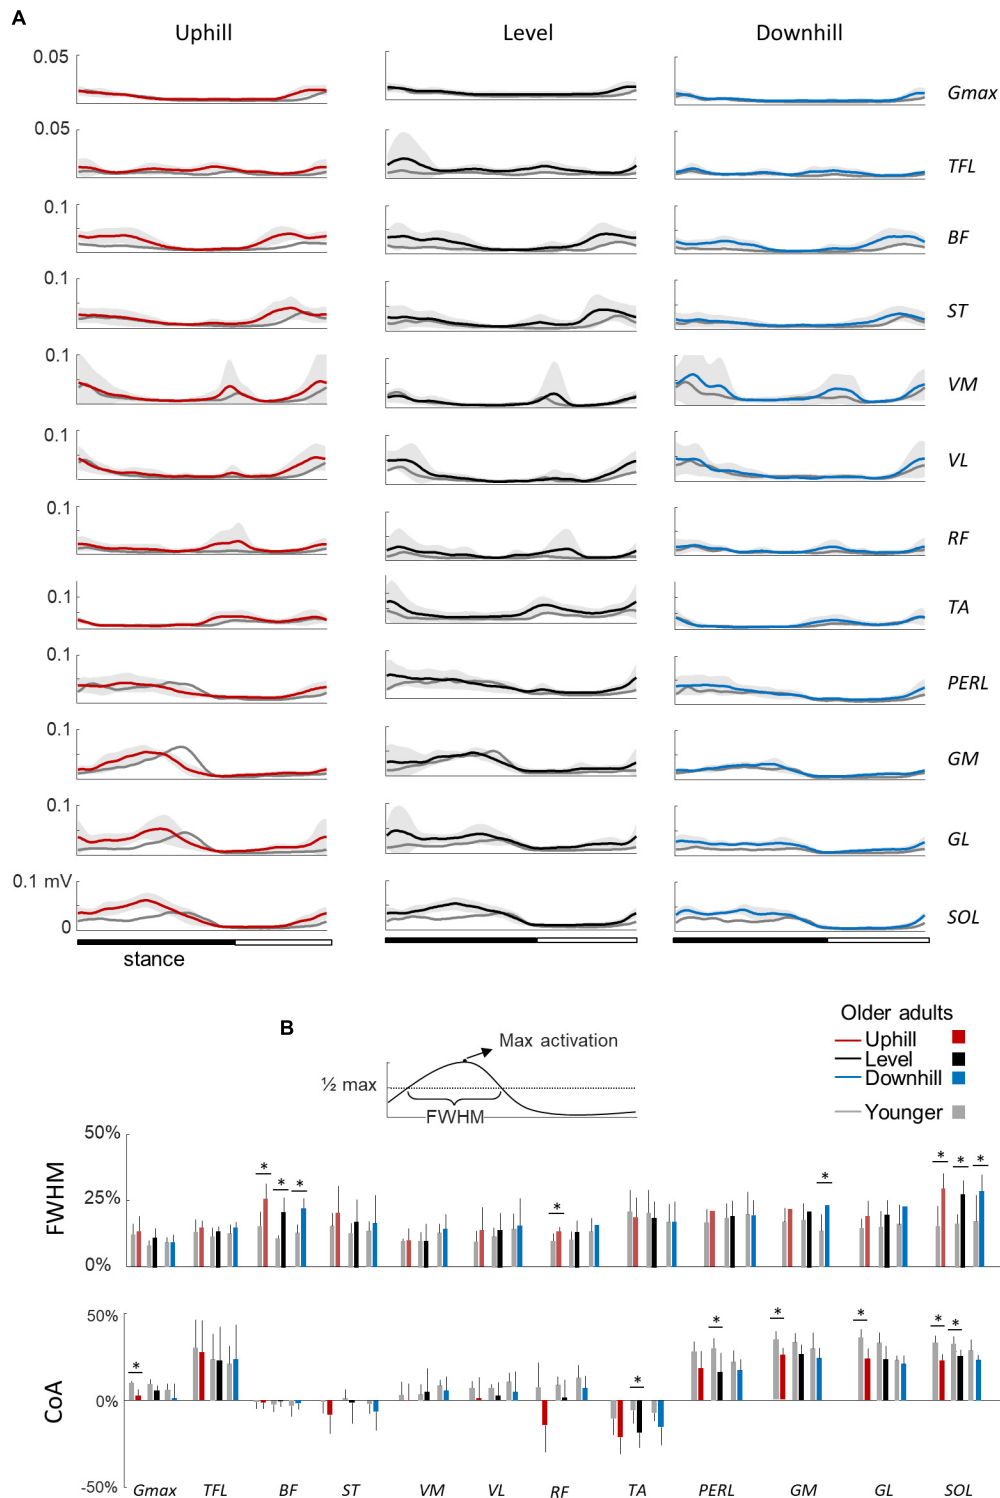 A
Uphill Level Downhill
0.05
Gmax
0.05
TFL
0.1
BF
0.1
ST
0.1
VM
0.1
VL
0.1
RF
0.1
TA
0.1
PERL
0.1
GM
0.1
GL
0.1 mV
0
SOL
stance
B
Max activation
½ max
FWHM
Older adults
Uphill
Level
Downhill
Younger
50%
25%
0%
FWHM
* * * * * * * *
50%
0%
-50%
CoA
* * * * * * *
Gmax TFL BF ST VM VL RF TA PERL GM GL SOL